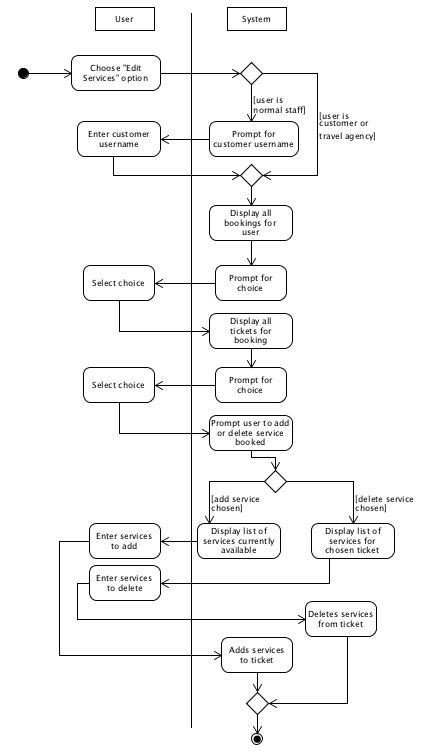 User
System
Choose "Edit
Services" option
[user is
normal staff]
[user is
customer or
travel agency]
Enter customer
username
Prompt for
customer username
Display all
bookings for
user
Select choice
Prompt for
choice
Display all
tickets for
booking
Select choice
Prompt for
choice
Prompt user to add
or delete service
booked
[add service
chosen]
[delete service
chosen]
Enter services
to add
Display list of
services currently
available
Display list of
services for
chosen ticket
Enter services
to delete
Deletes services
from ticket
Adds services
to ticket